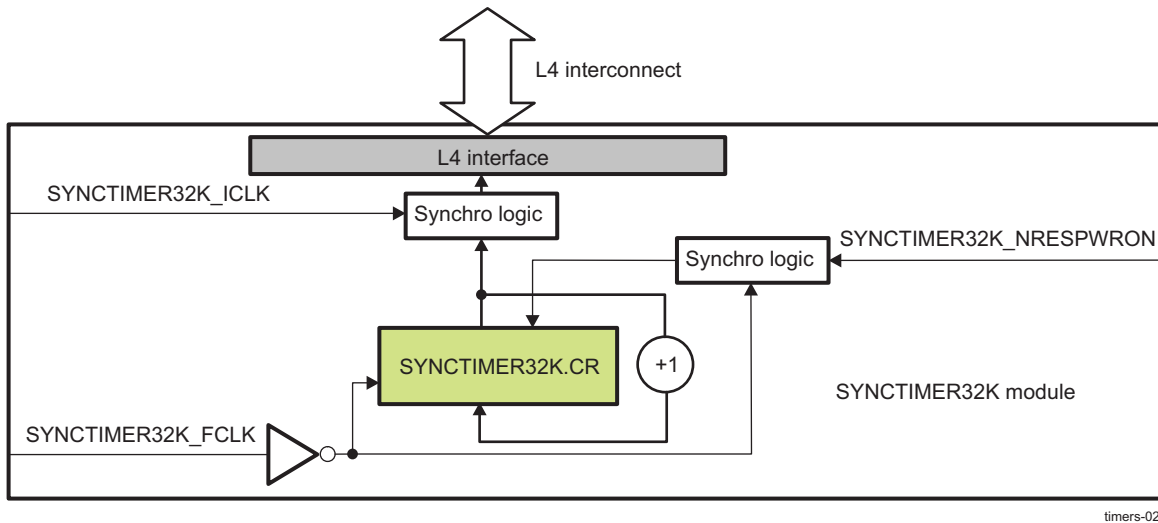 L4 interconnect
L4 interface
SYNCTIMER32K_ICLK
Synchro logic
SYNCTIMER32K_NRESPWRON
Synchro logic
SYNCTIMER32K.CR
+1
SYNCTIMER32K module
SYNCTIMER32K_FCLK
timers-02